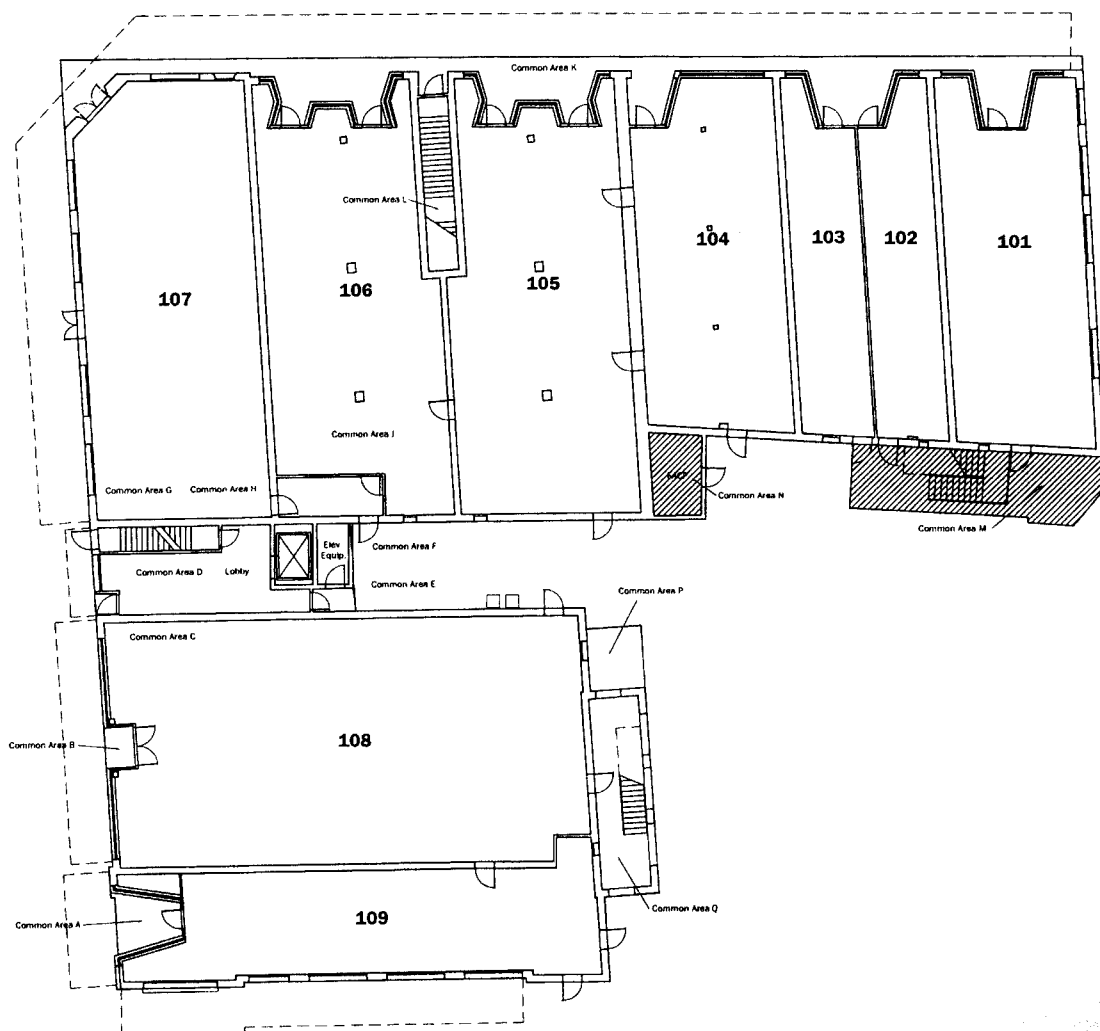 Common Area K
Common Area L
107
106
105
104
103
102
101
Common Area J
Common Area G
Common Area H
Common Area N
Common Area M
Elev
Equip.
Common Area F
Common Area D
Lobby
Common Area E
Common Area P
Common Area C
108
Common Area B
109
Common Area A
Common Area Q